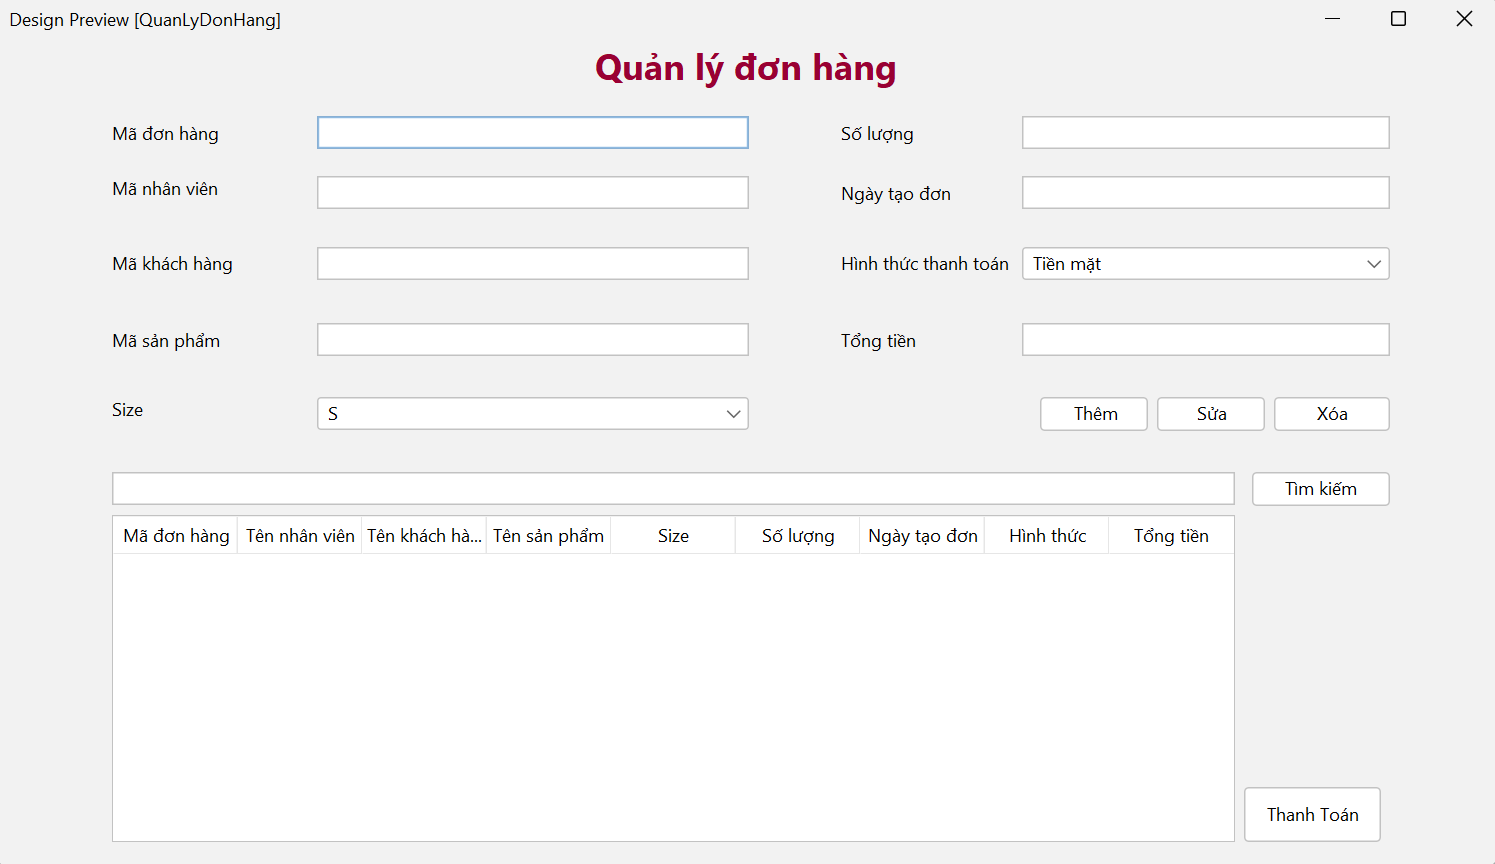 Design Preview [QuanLyDonHang]
Quản lý đơn hàng
Mã đơn hàng
Số lượng
Mã nhân viên
Ngày tạo đơn
Mã khách hàng
Hình thức thanh toán
Tiền mặt
Mã sản phẩm
Tổng tiền
Size
S
Thêm
Sửa
Xóa
Tìm kiếm
Mã đơn hàng
Tên nhân viên
Tên khách hà...
Tên sản phẩm
Size
Số lượng
Ngày tạo đơn
Hình thức
Tổng tiền
Thanh Toán